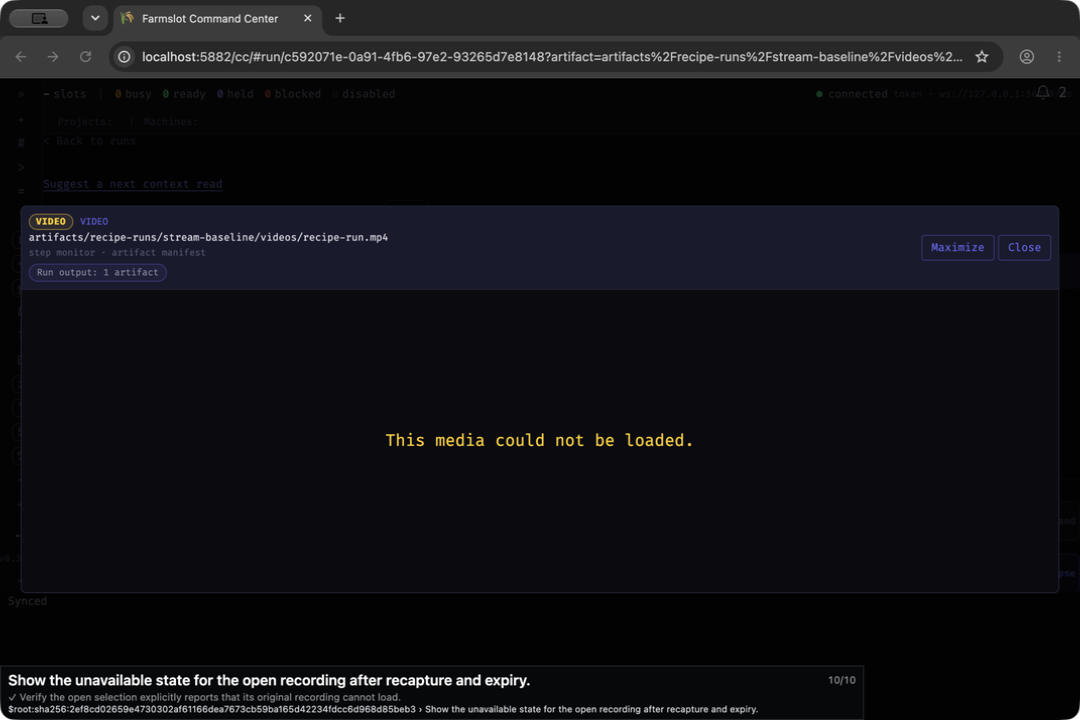 Farmslot Command Center
localhost:5882/cc/#run/c592071e-0a91-4fb6-97e2-93265d7e8148?artifact=artifacts%2Frecipe-runs%2Fstream-baseline%2Fvideos%2...
- slots | 0 busy 0 ready 0 held 0 blocked disabled
connected token - ws://127.0.0.1:
2
Projects: | Machines:
< Back to runs
Suggest a next context read
VIDEO VIDEO
artifacts/recipe-runs/stream-baseline/videos/recipe-run.mp4
step monitor · artifact manifest
Run output: 1 artifact
Maximize Close
This media could not be loaded.
Synced
Show the unavailable state for the open recording after recapture and expiry.
10/10
✓ Verify the open selection explicitly reports that its original recording cannot load.
$root:sha256:2ef8cd02659e4730302af61166dea7673cb59ba165d42234fdcc6d968d85beb3 › Show the unavailable state for the open recording after recapture and expiry.